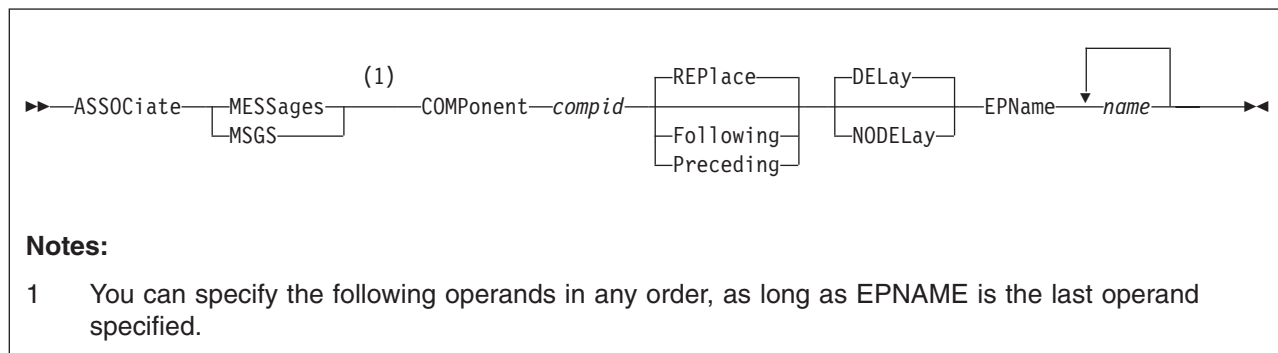 REPlace DELay
(1)
ASSOCiate MESSages COMPonent compid EPName name
MSGS Following NODELay
Preceding
Notes:
1 You can specify the following operands in any order, as long as EPNAME is the last operand
specified.